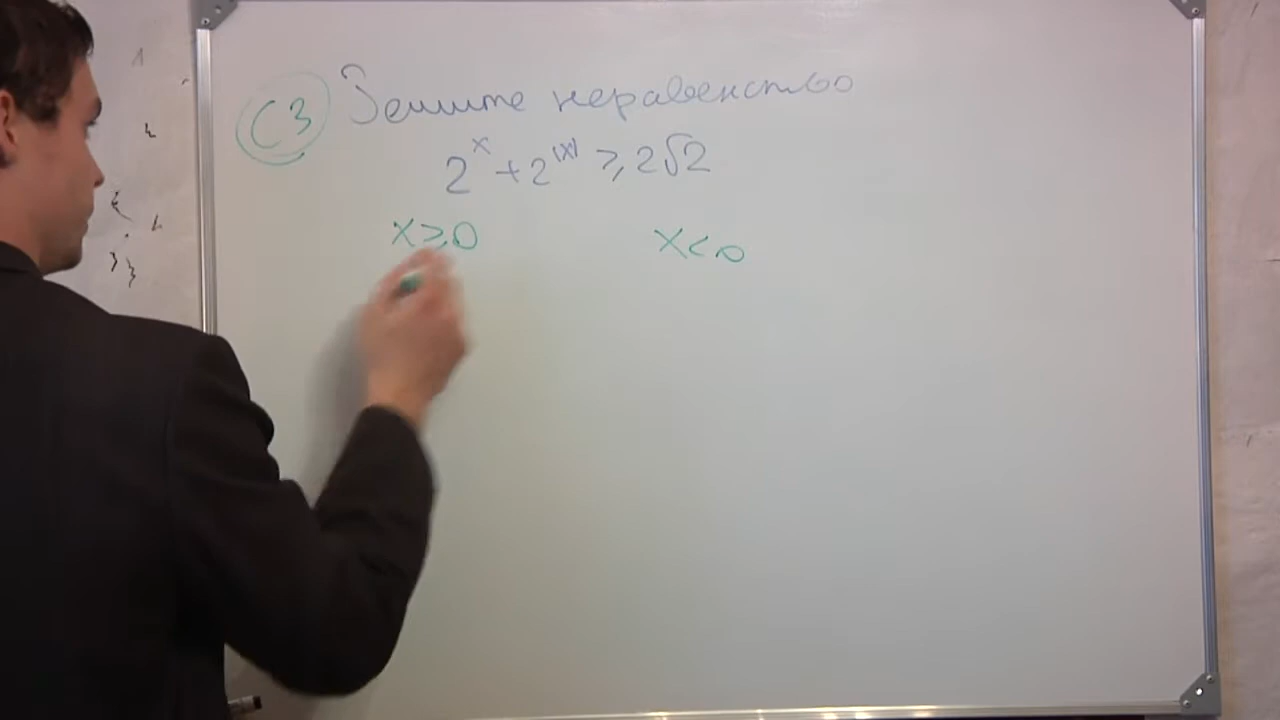 С3 Решите неравенство
2^x + 2^|x| ≥ 2√2
x ≥ 0 x < 0